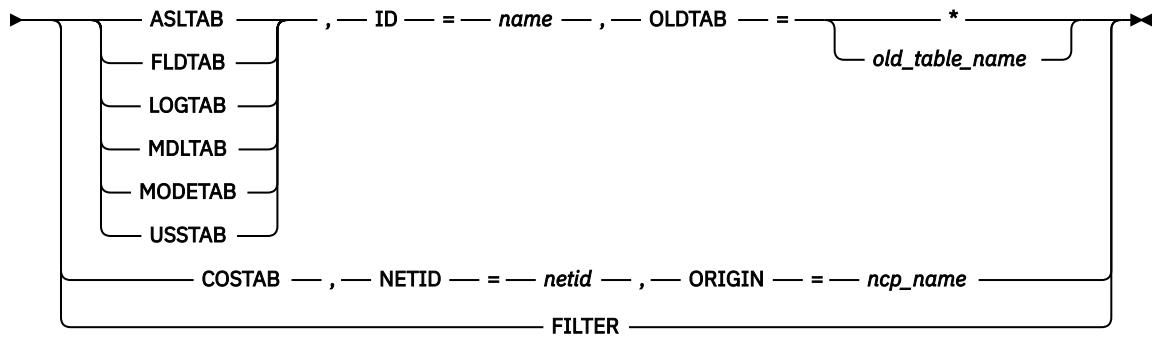 ASLTAB , ID = name , OLDTAB = *
FLDTAB old_table_name
LOGTAB
MDLTAB
MODETAB
USSTAB
COSTAB , NETID = netid , ORIGIN = ncp_name
FILTER